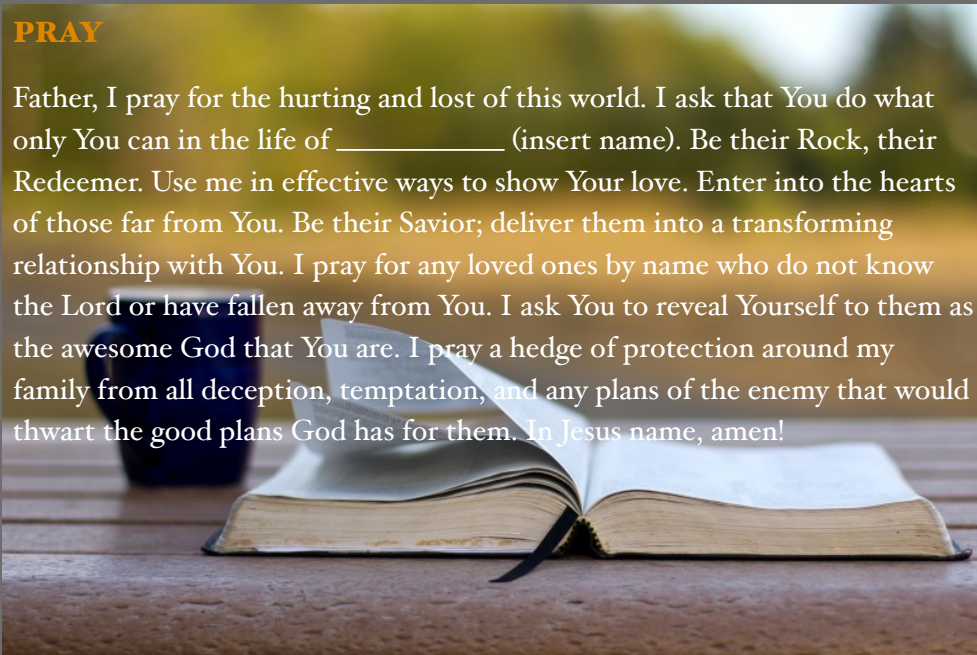 PRAY
Father, I pray for the hurting and lost of this world. I ask that You do what
only You can in the life of ____________ (insert name). Be their Rock, their
Redeemer. Use me in effective ways to show Your love. Enter into the hearts
of those far from You. Be their Savior; deliver them into a transforming
relationship with You. I pray for any loved ones by name who do not know
the Lord or have fallen away from You. I ask You to reveal Yourself to them as
the awesome God that You are. I pray a hedge of protection around my
family from all deception, temptation, and any plans of the enemy that would
thwart the good plans God has for them. In Jesus name, amen!